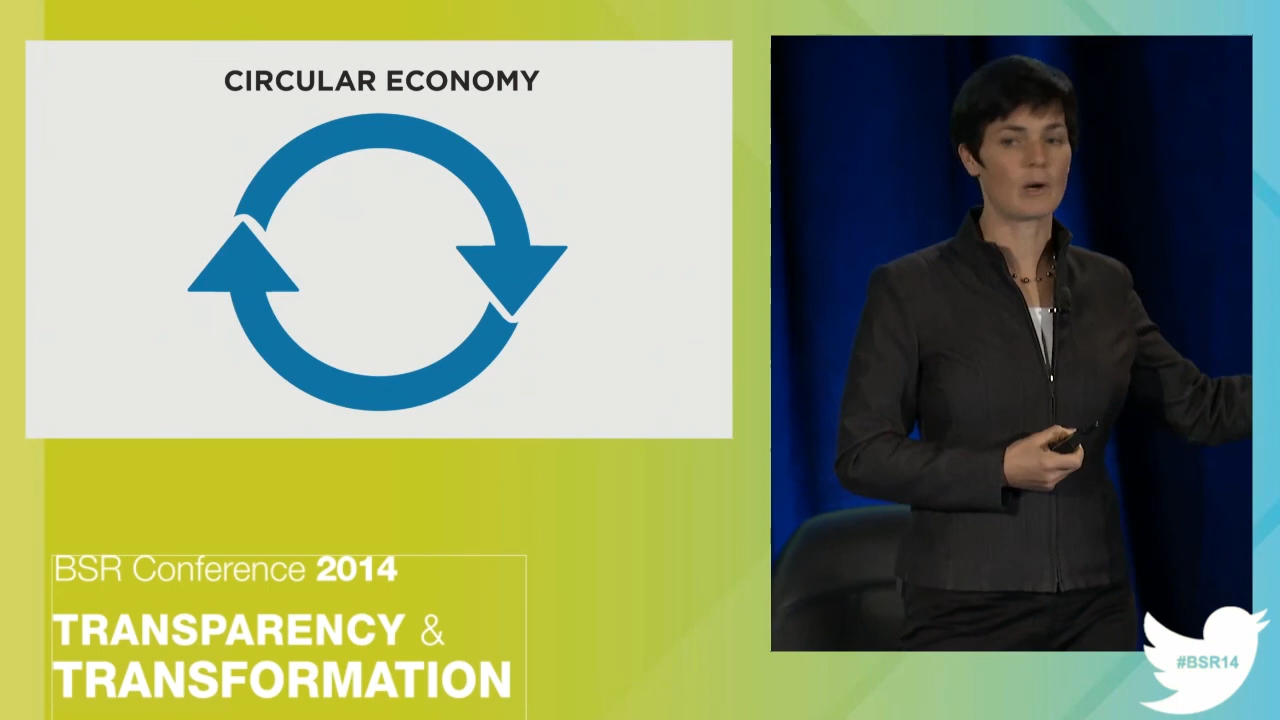 CIRCULAR ECONOMY
BSR Conference 2014
TRANSPARENCY &
TRANSFORMATION
#BSR14